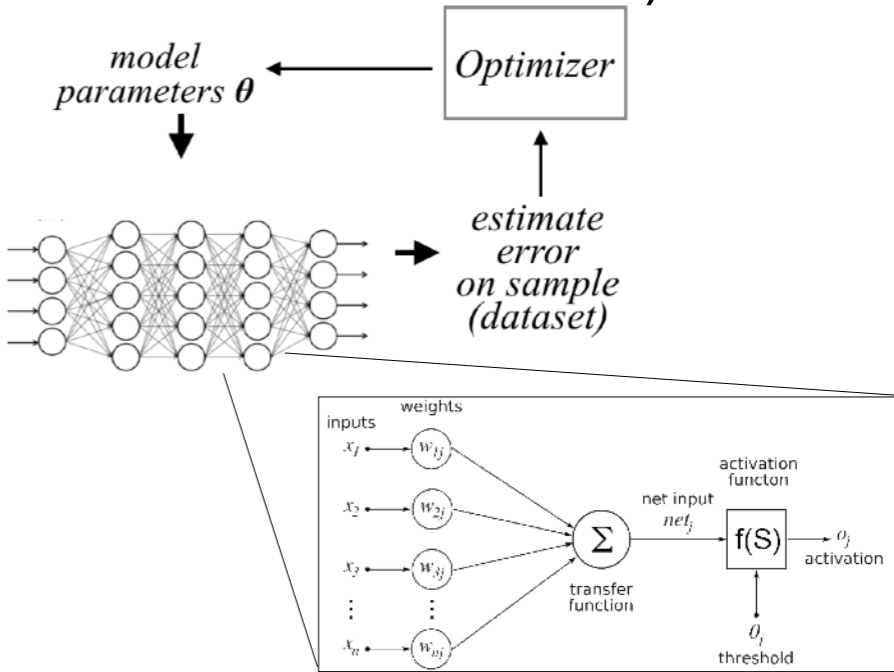 model
parameters θ
Optimizer
estimate
error
on sample
(dataset)
weights
inputs
x₁
w₁ⱼ
x₂
w₂ⱼ
x₃
w₃ⱼ
⋮
⋮
xₙ
wₙⱼ
Σ
transfer
function
net input
netⱼ
activation
functon
f(S)
oⱼ
activation
θⱼ
threshold